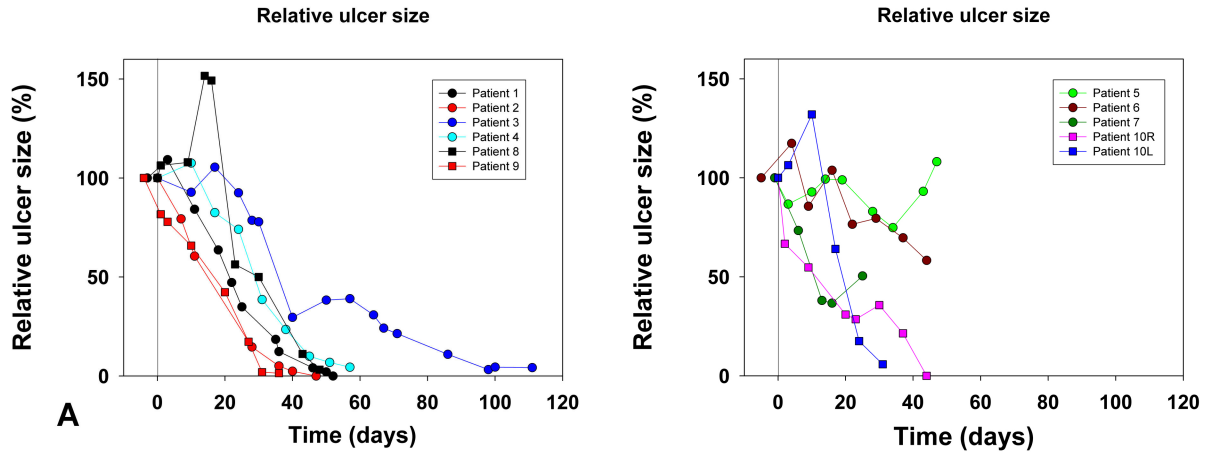 Relative ulcer size
Relative ulcer size (%)
150
100
50
0
0 20 40 60 80 100 120
Time (days)
Patient 1
Patient 2
Patient 3
Patient 4
Patient 8
Patient 9
A
Relative ulcer size
Relative ulcer size (%)
150
100
50
0
0 20 40 60 80 100 120
Time (days)
Patient 5
Patient 6
Patient 7
Patient 10R
Patient 10L